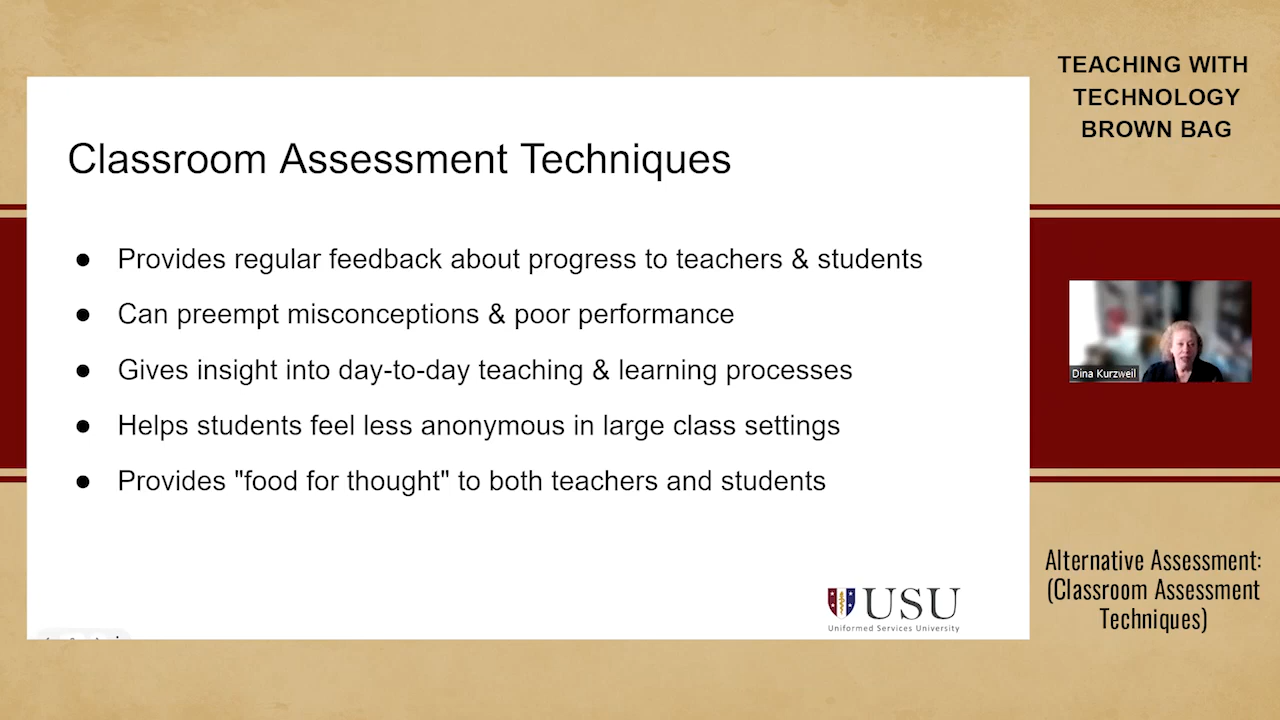 TEACHING WITH
TECHNOLOGY
BROWN BAG
Classroom Assessment Techniques
● Provides regular feedback about progress to teachers & students
● Can preempt misconceptions & poor performance
● Gives insight into day-to-day teaching & learning processes
● Helps students feel less anonymous in large class settings
● Provides "food for thought" to both teachers and students
Dina Kurzweil
USU
Uniformed Services University
Alternative Assessment:
(Classroom Assessment
Techniques)